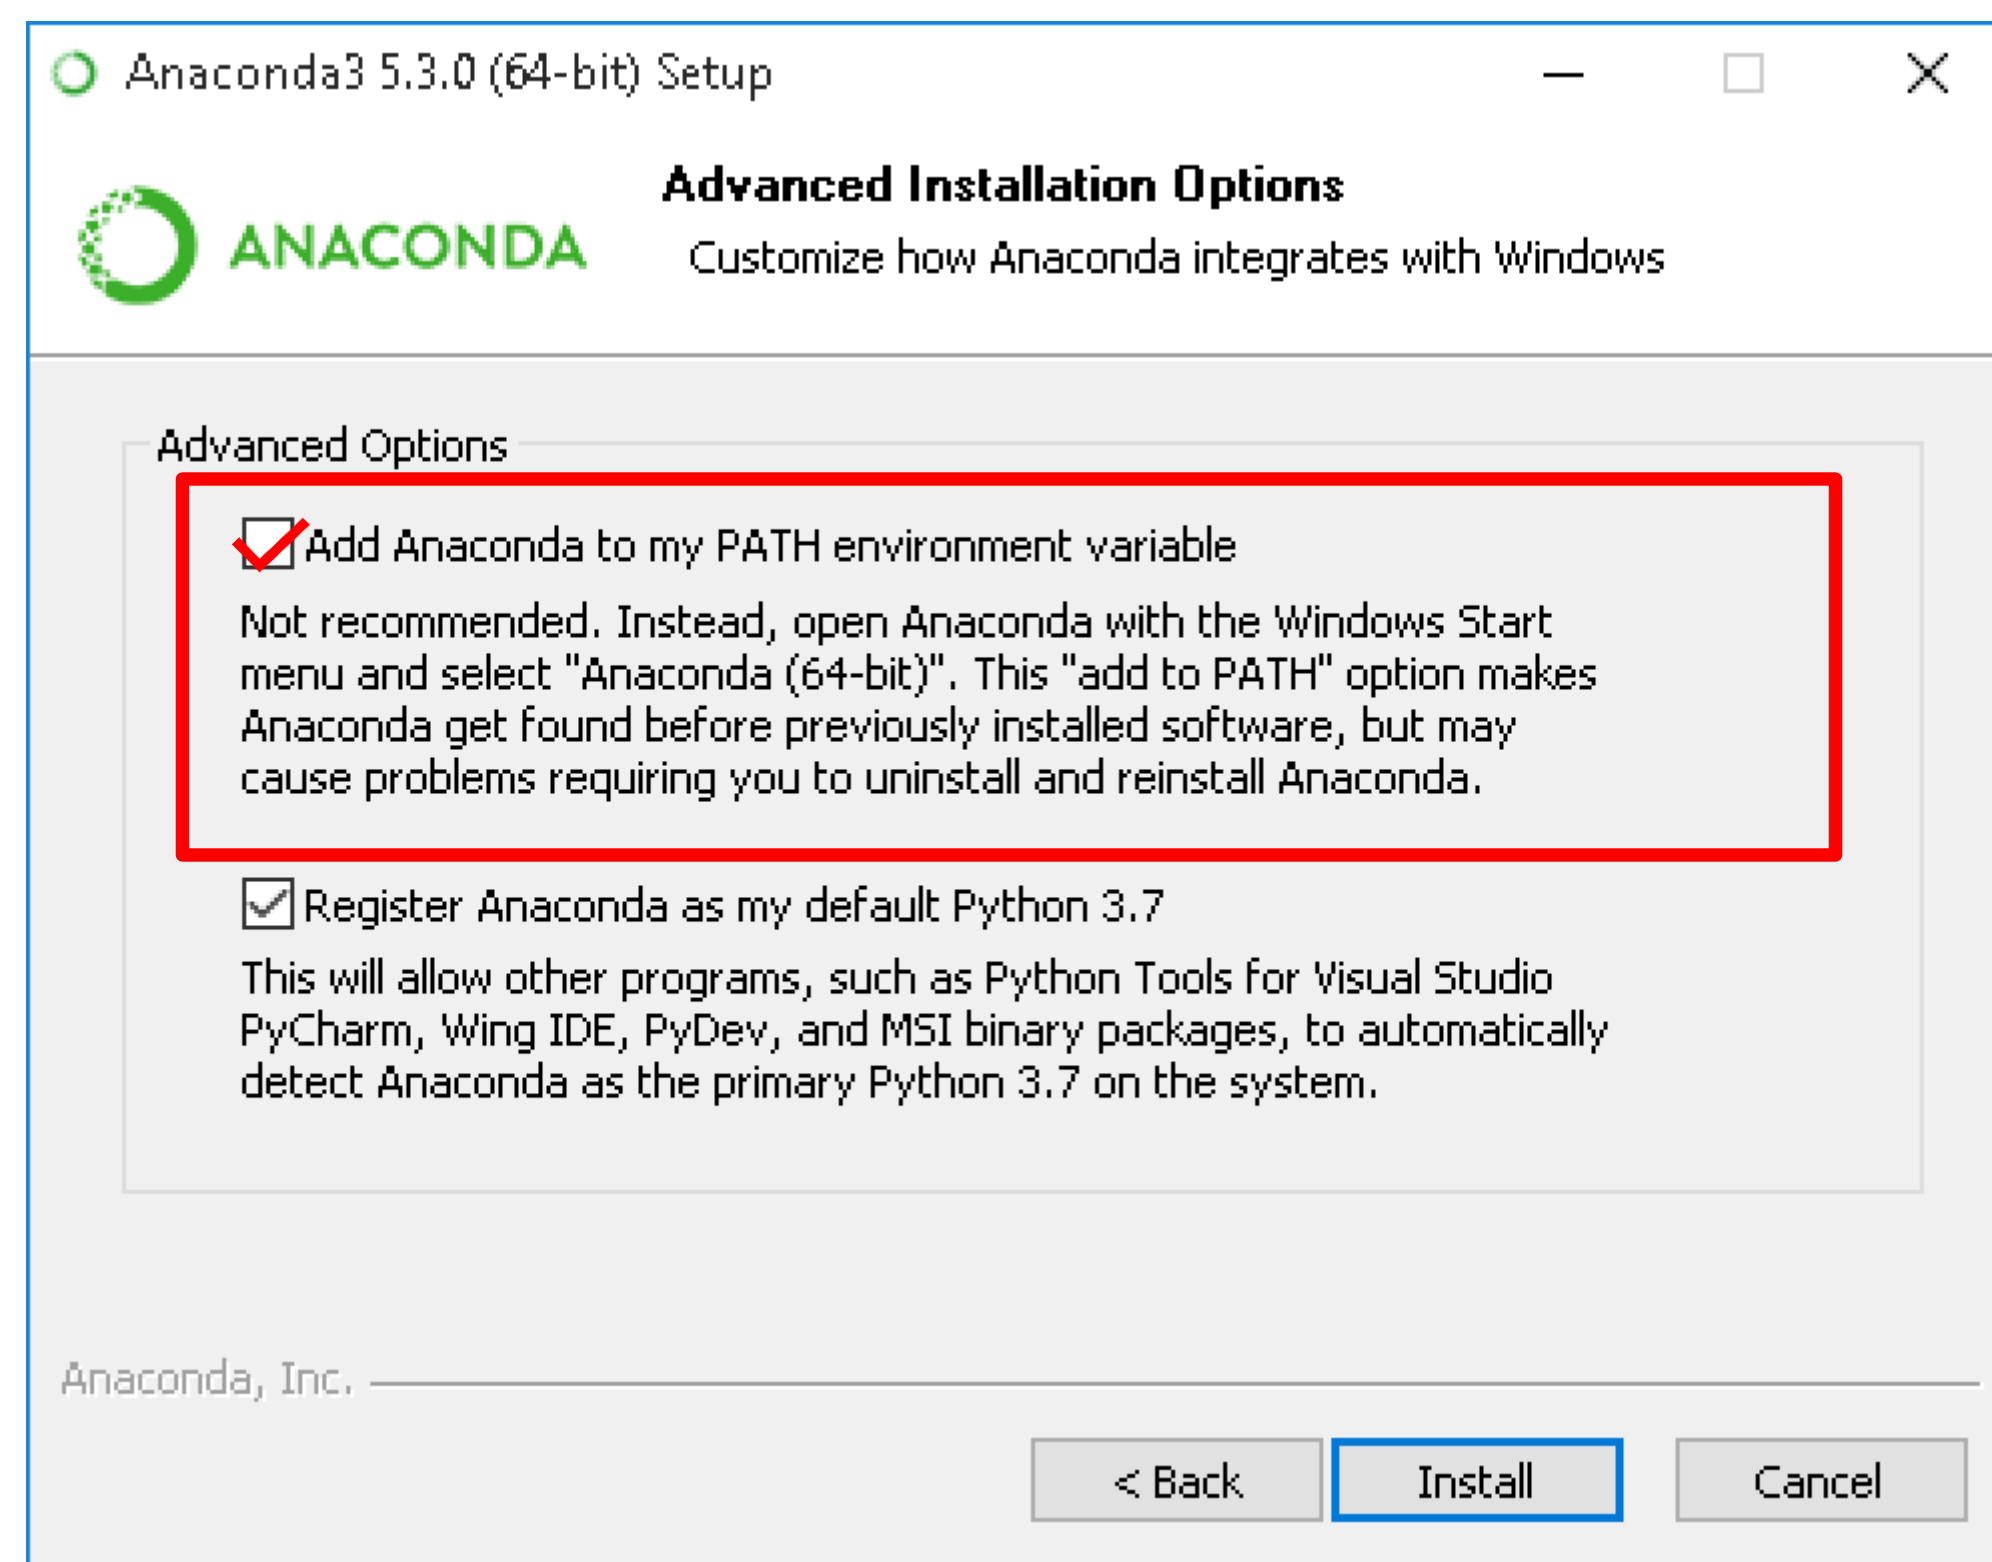 Anaconda3 5.3.0 (64-bit) Setup
Advanced Installation Options
ANACONDA
Customize how Anaconda integrates with Windows
Advanced Options
Add Anaconda to my PATH environment variable
Not recommended. Instead, open Anaconda with the Windows Start
menu and select "Anaconda (64-bit)". This "add to PATH" option makes
Anaconda get found before previously installed software, but may
cause problems requiring you to uninstall and reinstall Anaconda.
Register Anaconda as my default Python 3.7
This will allow other programs, such as Python Tools for Visual Studio
PyCharm, Wing IDE, PyDev, and MSI binary packages, to automatically
detect Anaconda as the primary Python 3.7 on the system.
Anaconda, Inc.
< Back
Install
Cancel